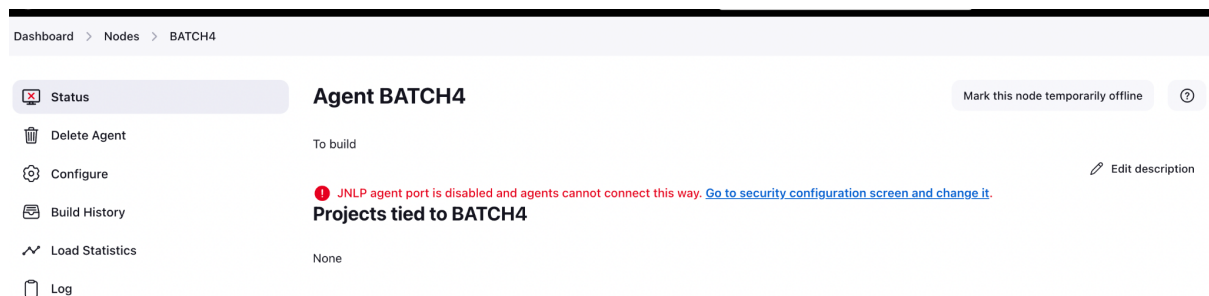 Dashboard > Nodes > BATCH4
Status
Delete Agent
Configure
Build History
Load Statistics
Log
Agent BATCH4
Mark this node temporarily offline
To build
Edit description
JNLP agent port is disabled and agents cannot connect this way. Go to security configuration screen and change it.
Projects tied to BATCH4
None